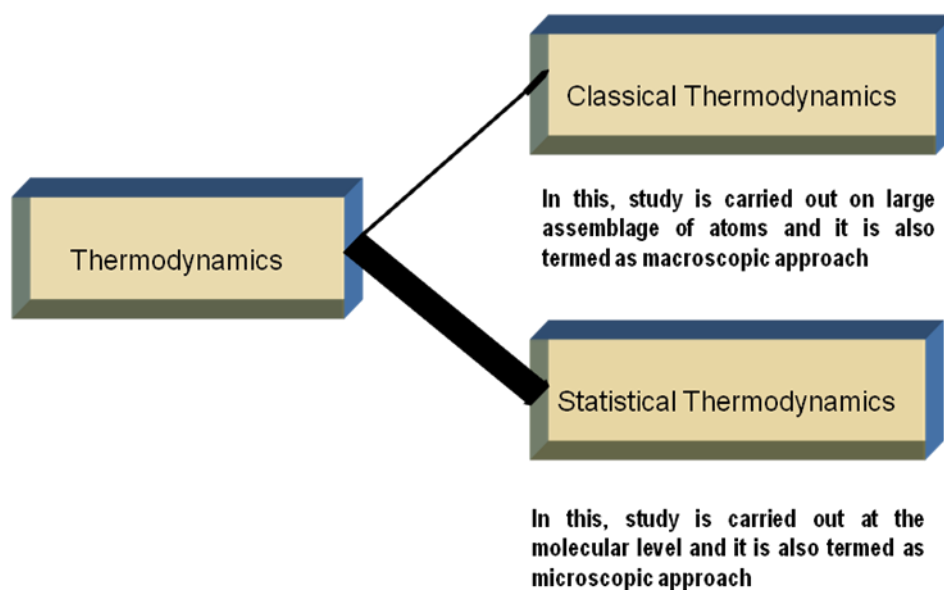 Thermodynamics
Classical Thermodynamics
In this, study is carried out on large
assemblage of atoms and it is also
termed as macroscopic approach
Statistical Thermodynamics
In this, study is carried out at the
molecular level and it is also termed as
microscopic approach